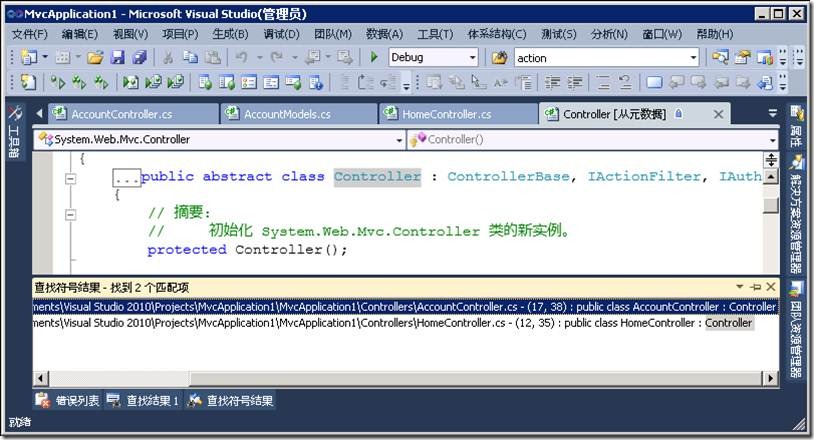 MvcApplication1 - Microsoft Visual Studio(管理员)
文件(F) 编辑(E) 视图(V) 项目(P) 生成(B) 调试(D) 团队(M) 数据(A) 工具(T) 体系结构(C) 测试(S) 分析(N) 窗口(W) 帮助(H)
Debug action
工具箱
AccountController.cs AccountModels.cs HomeController.cs Controller [从元数据]
System.Web.Mvc.Controller Controller()
{
...public abstract class Controller : ControllerBase, IActionFilter, IAuth
{
// 摘要:
// 初始化 System.Web.Mvc.Controller 类的新实例。
protected Controller();
属性
解决方案资源管理器
团队资源管理器
查找符号结果 - 找到 2 个匹配项
ments\Visual Studio 2010\Projects\MvcApplication1\MvcApplication1\Controllers\AccountController.cs - (17, 38) : public class AccountController : Controller
ments\Visual Studio 2010\Projects\MvcApplication1\MvcApplication1\Controllers\HomeController.cs - (12, 35) : public class HomeController : Controller
错误列表 查找结果 1 查找符号结果
就绪